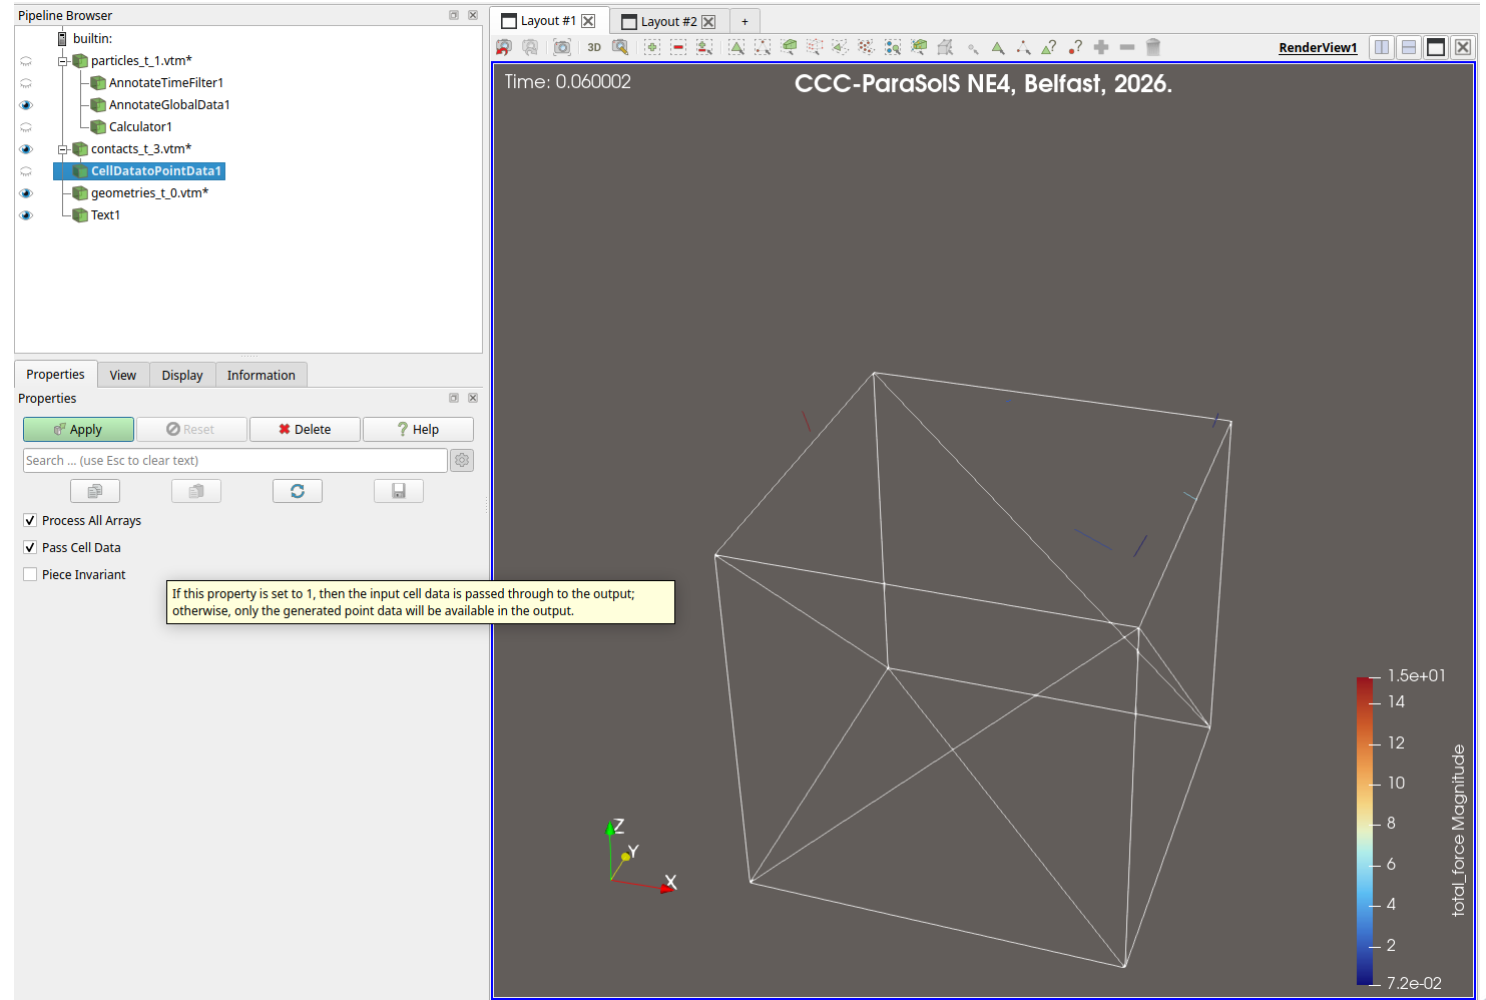 Pipeline Browser
builtin:
particles_t_1.vtm*
AnnotateTimeFilter1
AnnotateGlobalData1
Calculator1
contacts_t_3.vtm*
CellDatatoPointData1
geometries_t_0.vtm*
Text1
Properties
View
Display
Information
Properties
Apply
Reset
Delete
? Help
Search ... (use Esc to clear text)
Process All Arrays
Pass Cell Data
Piece Invariant
If this property is set to 1, then the input cell data is passed through to the output;
otherwise, only the generated point data will be available in the output.
Layout #1
Layout #2
+
3D
RenderView1
Time: 0.060002
CCC-ParaSolS NE4, Belfast, 2026.
Z
Y
X
1.5e+01
14
12
10
8
6
4
2
7.2e-02
total_force Magnitude